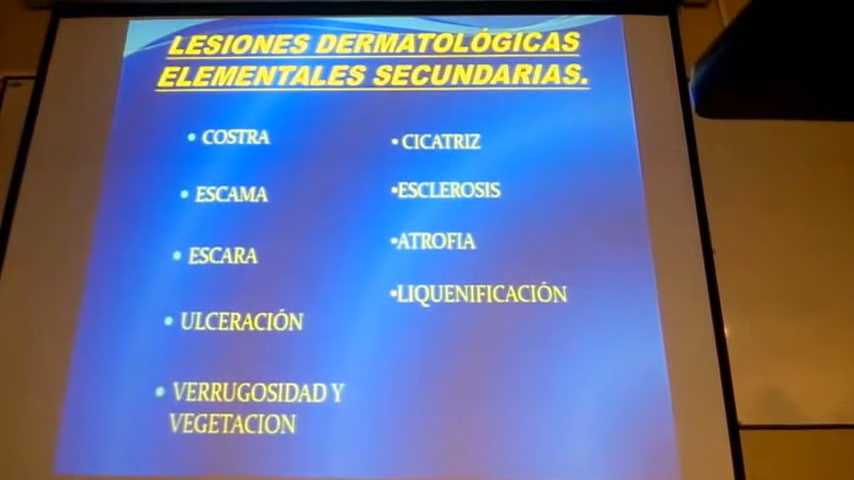 LESIONES DERMATOLÓGICAS
ELEMENTALES SECUNDARIAS.
• COSTRA
• ESCAMA
• ESCARA
• ULCERACIÓN
• VERRUGOSIDAD Y
VEGETACION
•CICATRIZ
•ESCLEROSIS
•ATROFIA
•LIQUENIFICACIÓN